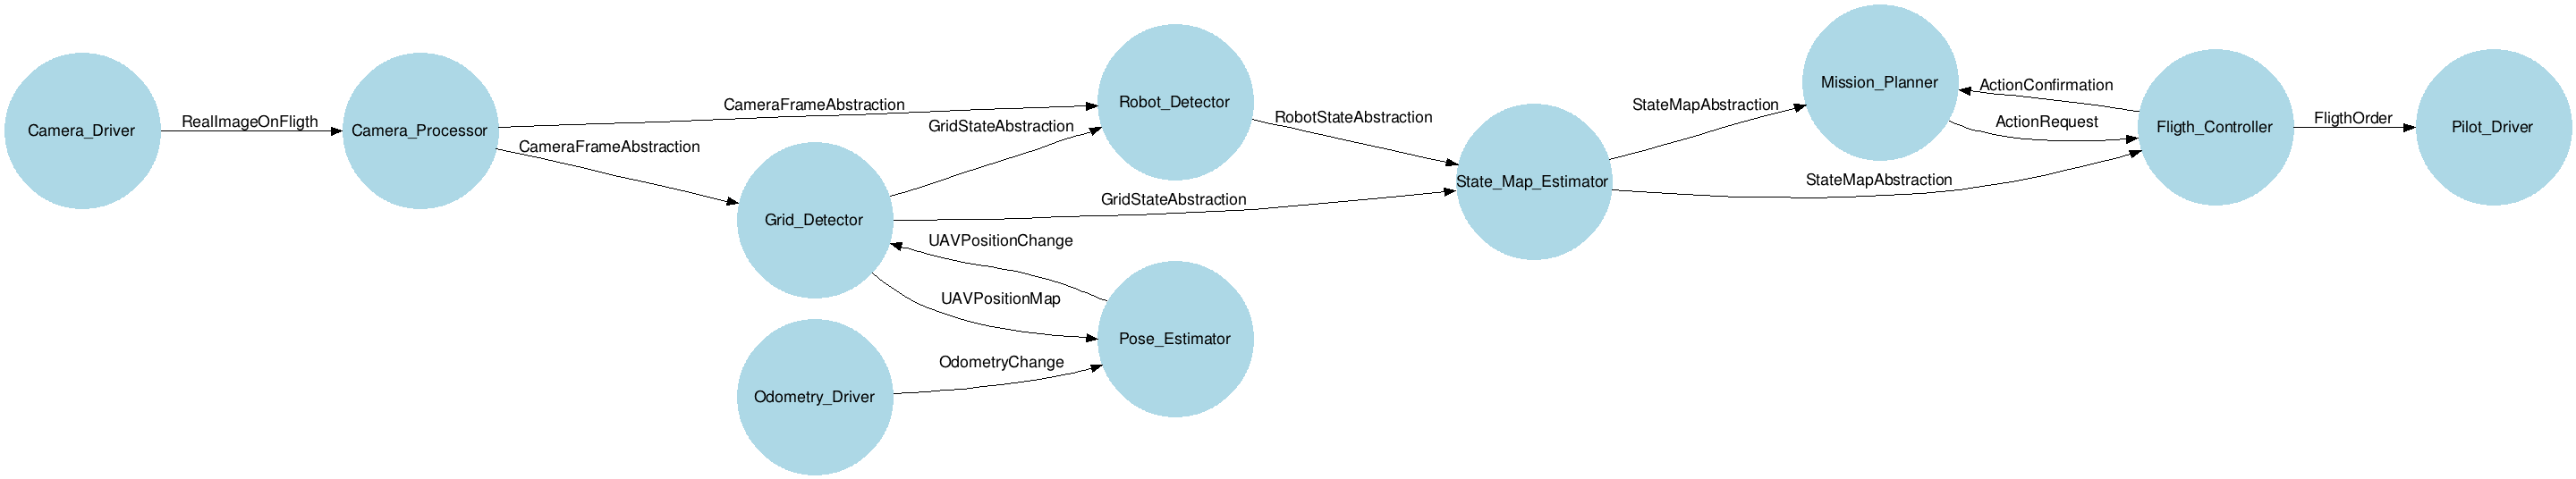 Camera_Driver
RealImageOnFligth
Camera_Processor
CameraFrameAbstraction
CameraFrameAbstraction
Robot_Detector
GridStateAbstraction
Grid_Detector
GridStateAbstraction
UAVPositionChange
UAVPositionMap
Pose_Estimator
OdometryChange
Odometry_Driver
RobotStateAbstraction
State_Map_Estimator
StateMapAbstraction
StateMapAbstraction
Mission_Planner
ActionConfirmation
ActionRequest
Fligth_Controller
FligthOrder
Pilot_Driver